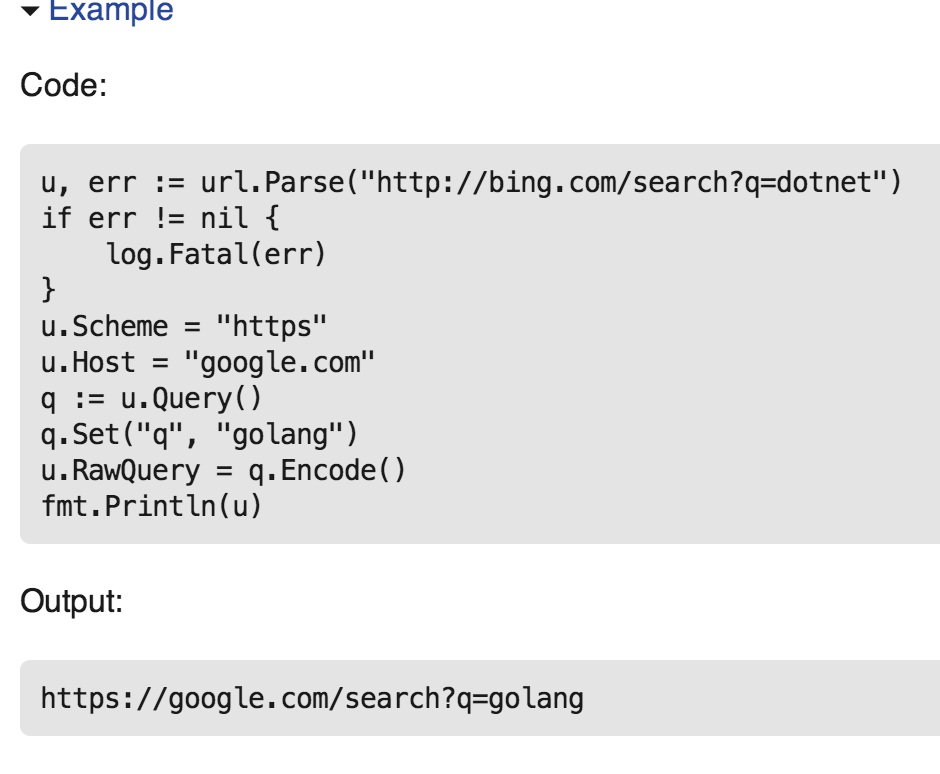 Example
Code:
u, err := url.Parse("http://bing.com/search?q=dotnet")
if err != nil {
    log.Fatal(err)
}
u.Scheme = "https"
u.Host = "google.com"
q := u.Query()
q.Set("q", "golang")
u.RawQuery = q.Encode()
fmt.Println(u)
Output:
https://google.com/search?q=golang